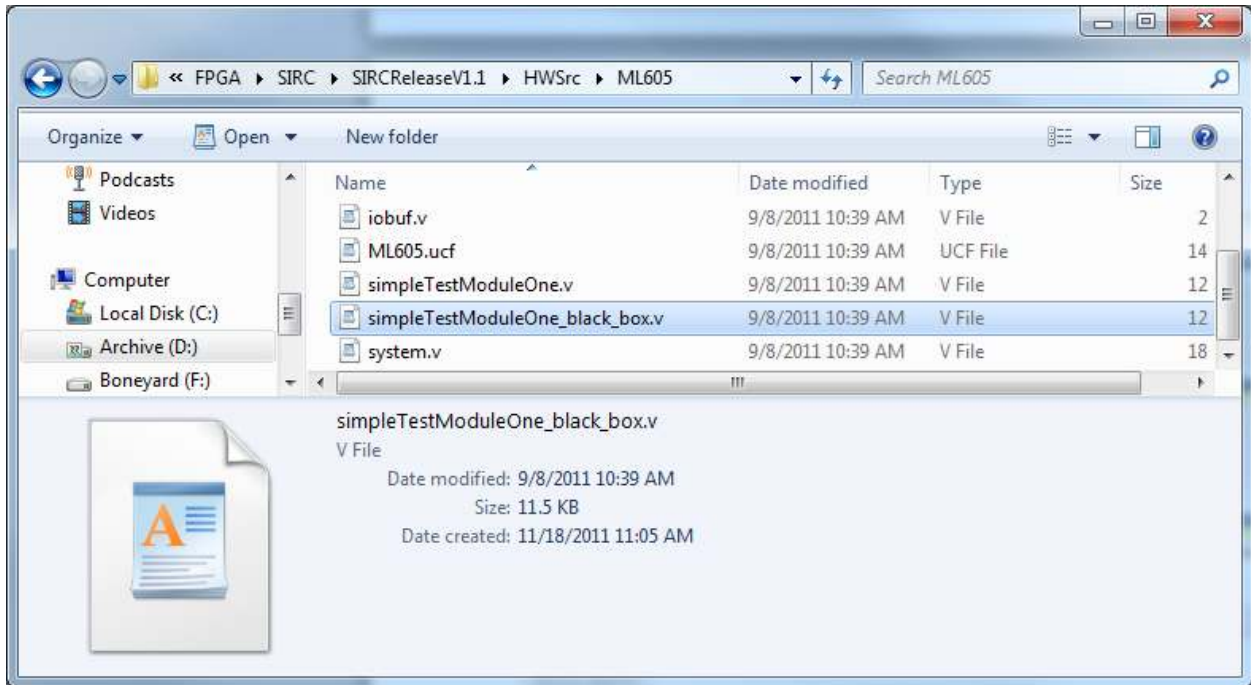 « FPGA ▸ SIRC ▸ SIRCReleaseV1.1 ▸ HWSrc ▸ ML605 Search ML605
Organize Open New folder
Podcasts
Videos
Computer
Local Disk (C:)
Archive (D:)
Boneyard (F:)
Name Date modified Type Size
iobuf.v 9/8/2011 10:39 AM V File 2
ML605.ucf 9/8/2011 10:39 AM UCF File 14
simpleTestModuleOne.v 9/8/2011 10:39 AM V File 12
simpleTestModuleOne_black_box.v 9/8/2011 10:39 AM V File 12
system.v 9/8/2011 10:39 AM V File 18
simpleTestModuleOne_black_box.v
V File
Date modified: 9/8/2011 10:39 AM
Size: 11.5 KB
Date created: 11/18/2011 11:05 AM
A